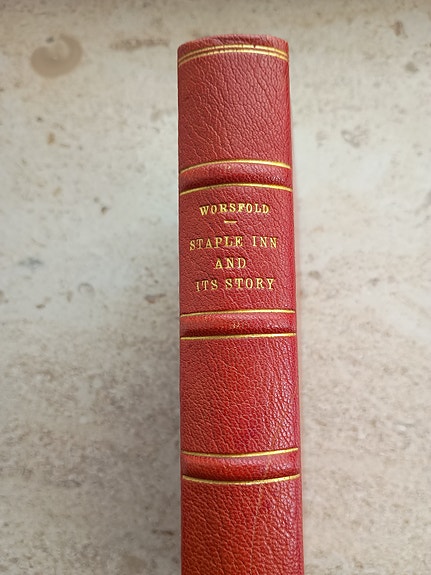 WORSFOLD
STAPLE INN
AND
ITS STORY